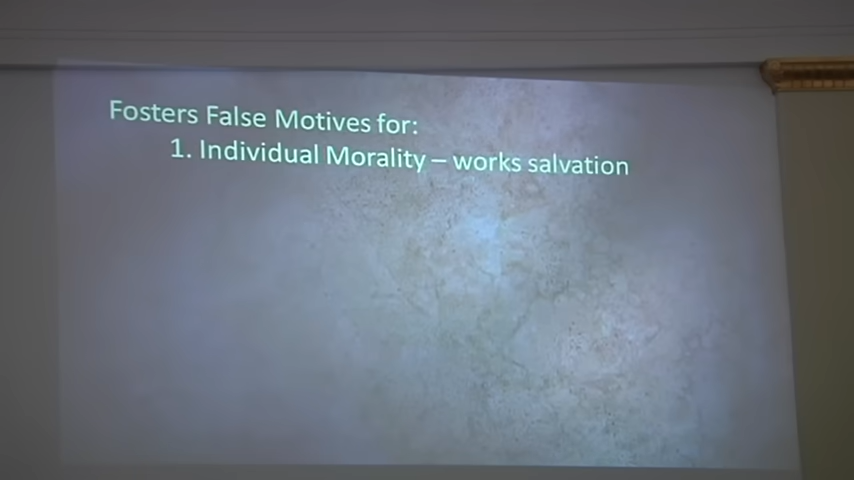 Fosters False Motives for:
1. Individual Morality – works salvation